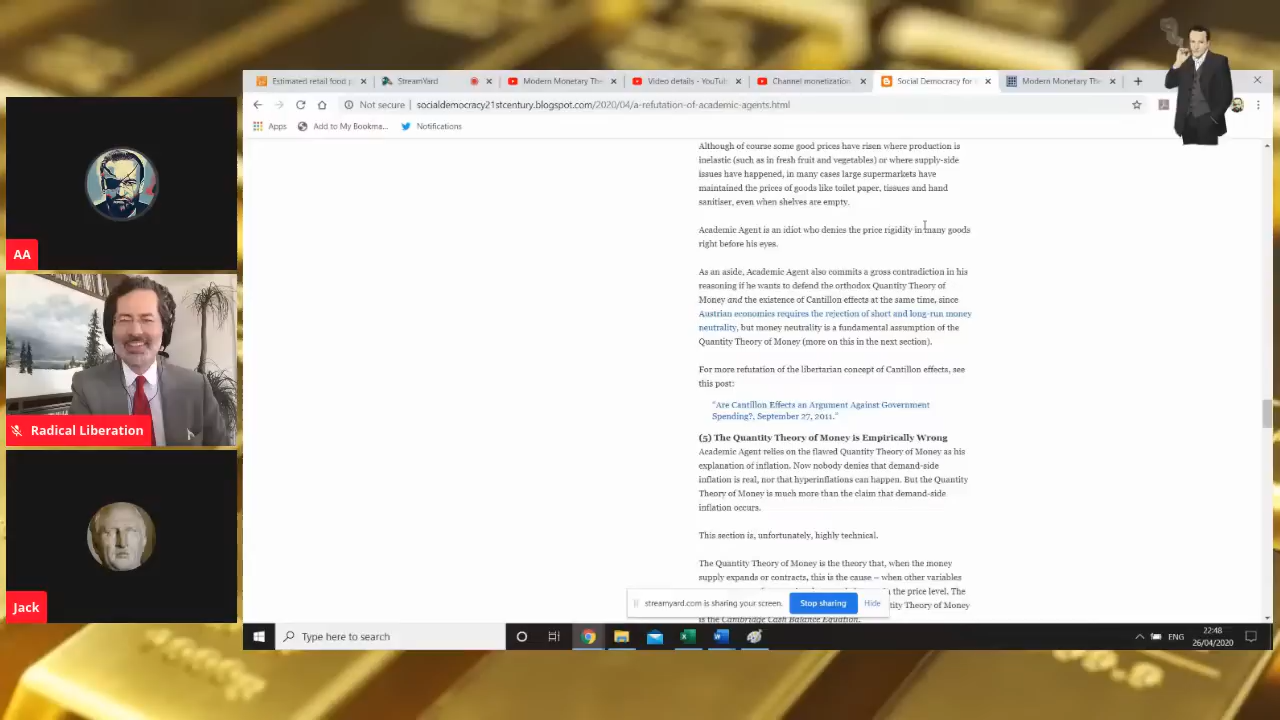 Estimated retail food p
StreamYard
Modern Monetary The
Video details - YouTub
Channel monetization
Social Democracy for
Modern Monetary The
Not secure
socialdemocracy21stcentury.blogspot.com/2020/04/a-refutation-of-academic-agents.html
Apps
Add to My Bookma...
Notifications
Although of course some good prices have risen where production is
inelastic (such as in fresh fruit and vegetables) or where supply-side
issues have happened, in many cases large supermarkets have
maintained the prices of goods like toilet paper, tissues and hand
sanitiser, even when shelves are empty.
Academic Agent is an idiot who denies the price rigidity in many goods
right before his eyes.
As an aside, Academic Agent also commits a gross contradiction in his
reasoning if he wants to defend the orthodox Quantity Theory of
Money and the existence of Cantillon effects at the same time, since
Austrian economies requires the rejection of short and long-run money
neutrality, but money neutrality is a fundamental assumption of the
Quantity Theory of Money (more on this in the next section).
For more refutation of the libertarian concept of Cantillon effects, see
this post:
"Are Cantillon Effects an Argument Against Government
Spending?, September 27, 2011."
(5) The Quantity Theory of Money is Empirically Wrong
Academic Agent relies on the flawed Quantity Theory of Money as his
explanation of inflation. Now nobody denies that demand-side
inflation is real, nor that hyperinflations can happen. But the Quantity
Theory of Money is much more than the claim that demand-side
inflation occurs.
This section is, unfortunately, highly technical.
The Quantity Theory of Money is the theory that, when the money
supply expands or contracts, this is the cause – when other variables
in the price level. The
Theory of Money
is the Cambridge Cash Balance Equation.
streamyard.com is sharing your screen.
Stop sharing
Hide
AA
Radical Liberation
Jack
Type here to search
ENG
22:48
26/04/2020